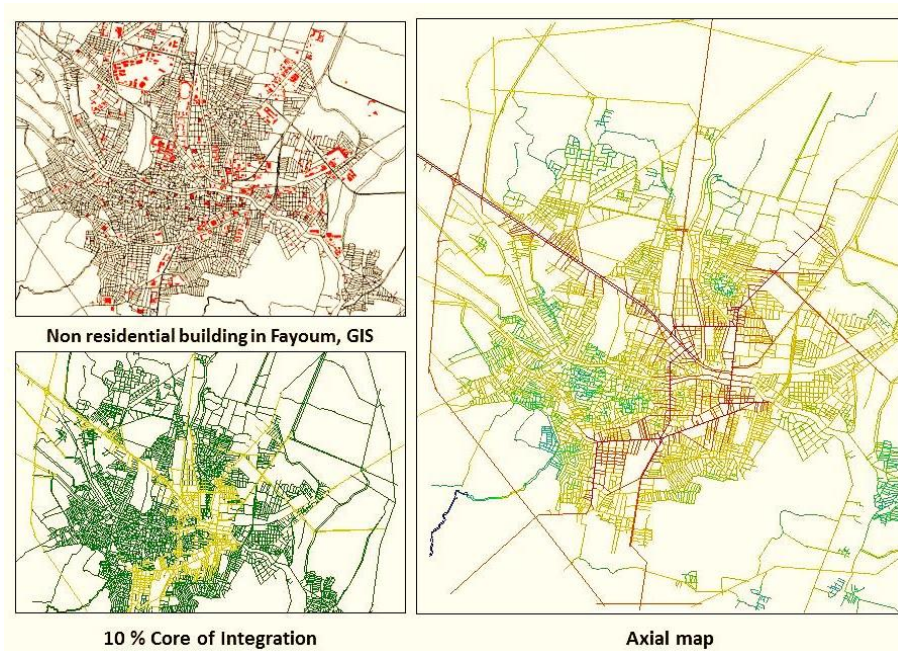 Non residential building in Fayoum, GIS
10 % Core of Integration
Axial map